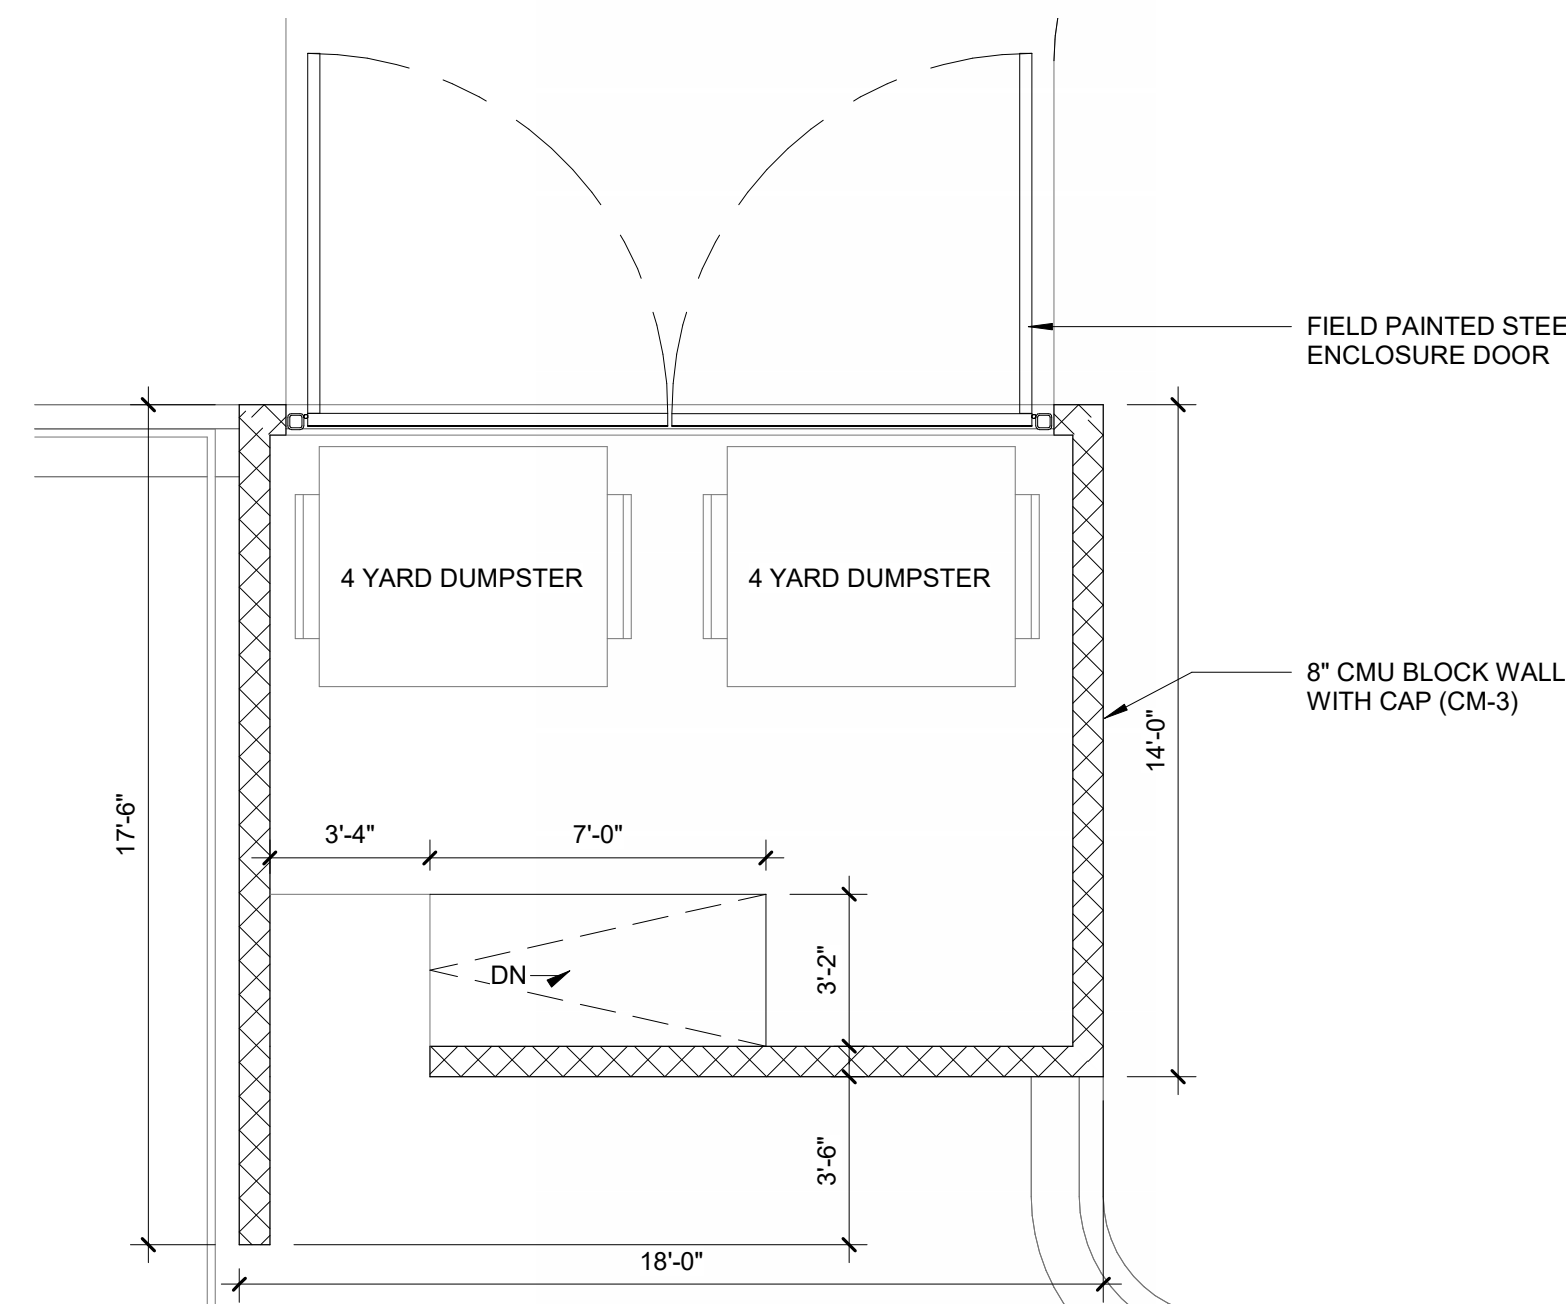 FIELD PAINTED STEE
ENCLOSURE DOOR
4 YARD DUMPSTER
4 YARD DUMPSTER
8" CMU BLOCK WALL
WITH CAP (CM-3)
14'-0"
17'-6"
3'-4"
7'-0"
3'-2"
DN
3'-6"
18'-0"